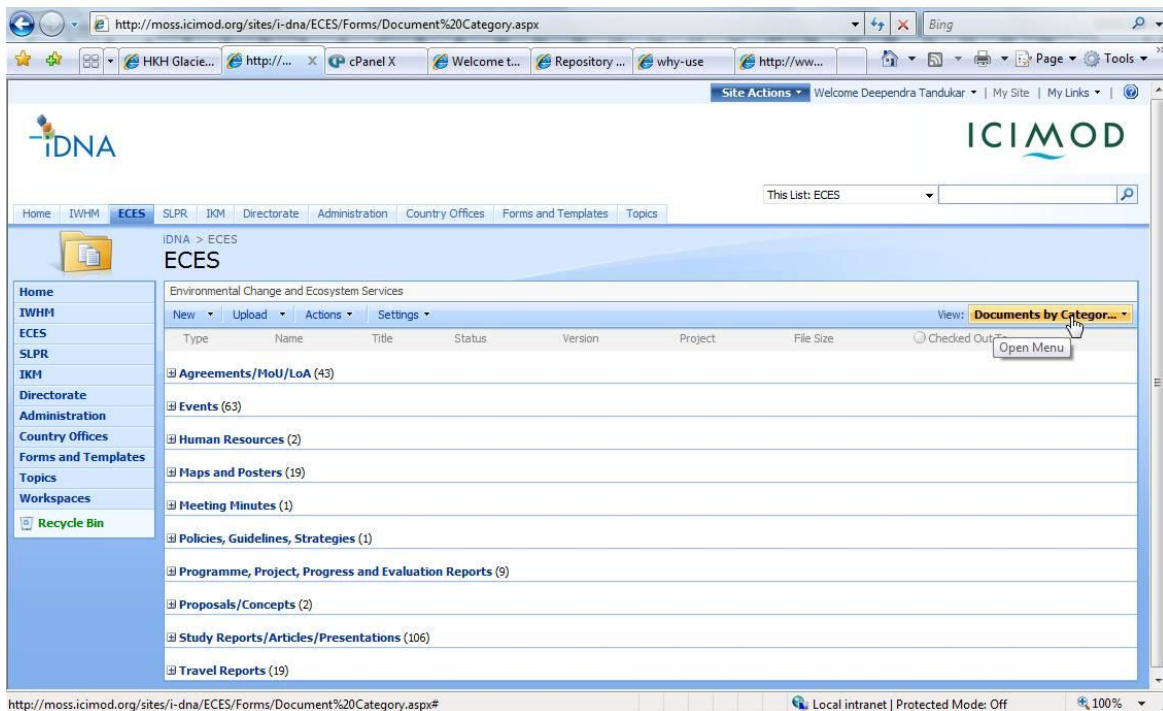 http://moss.icimod.org/sites/i-dna/ECES/Forms/Document%20Category.aspx Bing
HKH Glacie... http://... X cPanel X Welcome t... Repository ... why-use http://ww... Page Tools
Site Actions Welcome Deependra Tandukar | My Site | My Links |
iDNA ICIMOD
This List: ECES
Home IWHM ECES SLPR IKM Directorate Administration Country Offices Forms and Templates Topics
iDNA > ECES
ECES
Home
IWHM
ECES
SLPR
IKM
Directorate
Administration
Country Offices
Forms and Templates
Topics
Workspaces
Recycle Bin
Environmental Change and Ecosystem Services
New Upload Actions Settings View: Documents by Categor...
Type Name Title Status Version Project File Size Checked Out To
Open Menu
Agreements/MoU/LoA (43)
Events (63)
Human Resources (2)
Maps and Posters (19)
Meeting Minutes (1)
Policies, Guidelines, Strategies (1)
Programme, Project, Progress and Evaluation Reports (9)
Proposals/Concepts (2)
Study Reports/Articles/Presentations (106)
Travel Reports (19)
http://moss.icimod.org/sites/i-dna/ECES/Forms/Document%20Category.aspx# Local intranet | Protected Mode: Off 100%